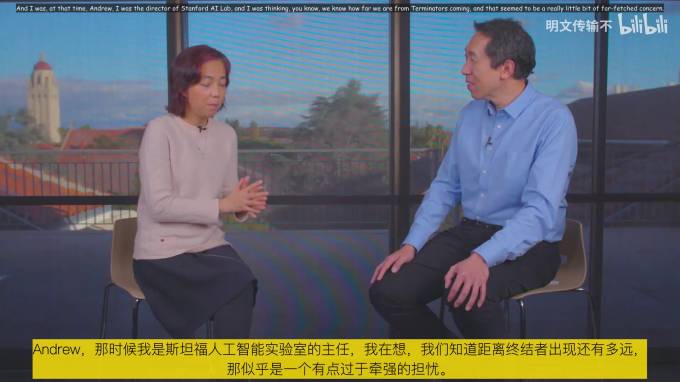 And I was, at that time, Andrew, I was the director of Stanford AI Lab, and I was thinking, you know, we know how far we are from Terminators coming, and that seemed to be a really little bit of far-fetched concern.
明文传输不 bilibili
Andrew，那时候我是斯坦福人工智能实验室的主任，我在想，我们知道距离终结者出现还有多远，
那似乎是一个有点过于牵强的担忧。